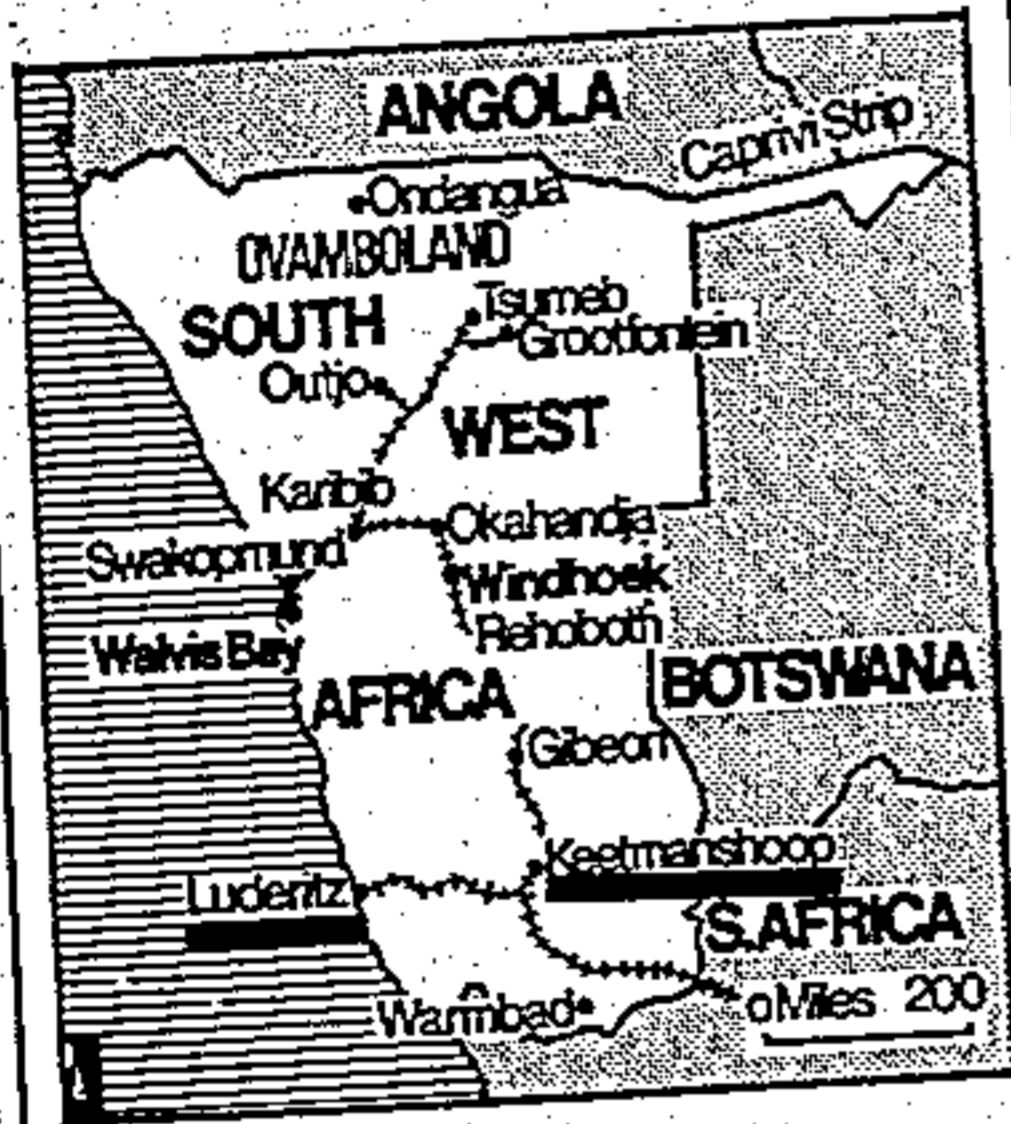 ANGOLA
Caprivi Strip
Ondangua
OVAMBOLAND
Tsumeb
SOUTH
Grootfontein
Outjo
WEST
Karibib
Okahandja
Swakopmund
Windhoek
Rehoboth
Walvis Bay
BOTSWANA
AFRICA
Gibeon
Keetmanshoop
Luderitz
S.AFRICA
Warmbad
0 Miles 200